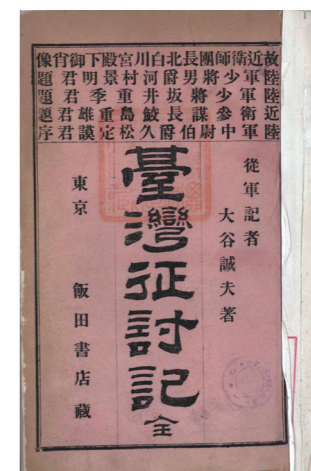 故近衛師團長北白川宮殿下御肖像
陸軍少將男爵河村景明君題
陸軍少將坂井重季君題
近衛參謀長鮫島重雄君題
陸軍中尉伯爵久松定謨君序
從軍記者
大谷誠夫著
臺灣征討記 全
東京 飯田書店藏